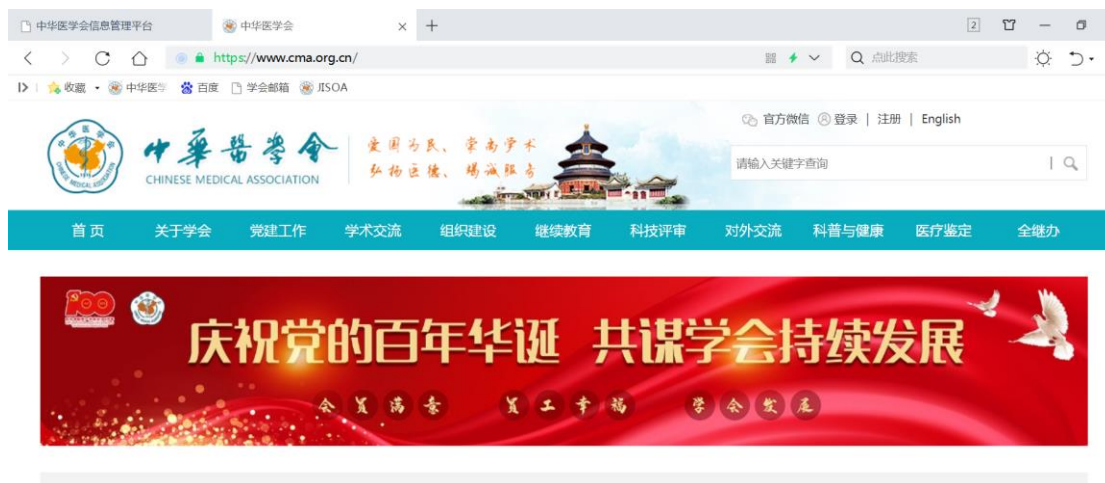 中华医学会信息管理平台
中华医学会
2
https://www.cma.org.cn/
点此搜索
收藏 中华医学 百度 学会邮箱 JISOA
中華醫學會
CHINESE MEDICAL ASSOCIATION
爱国为民、崇尚学术
弘扬医德、竭诚服务
官方微信 登录 | 注册 | English
请输入关键字查询
首页 关于学会 党建工作 学术交流 组织建设 继续教育 科技评审 对外交流 科普与健康 医疗鉴定 全继办
100
庆祝党的百年华诞 共谋学会持续发展
会员满意 员工幸福 学会发展